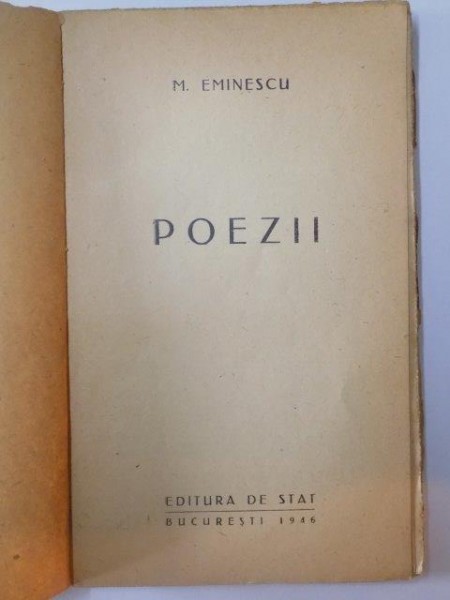 M. EMINESCU
POEZII
EDITURA DE STAT
BUCUREȘTI 1946